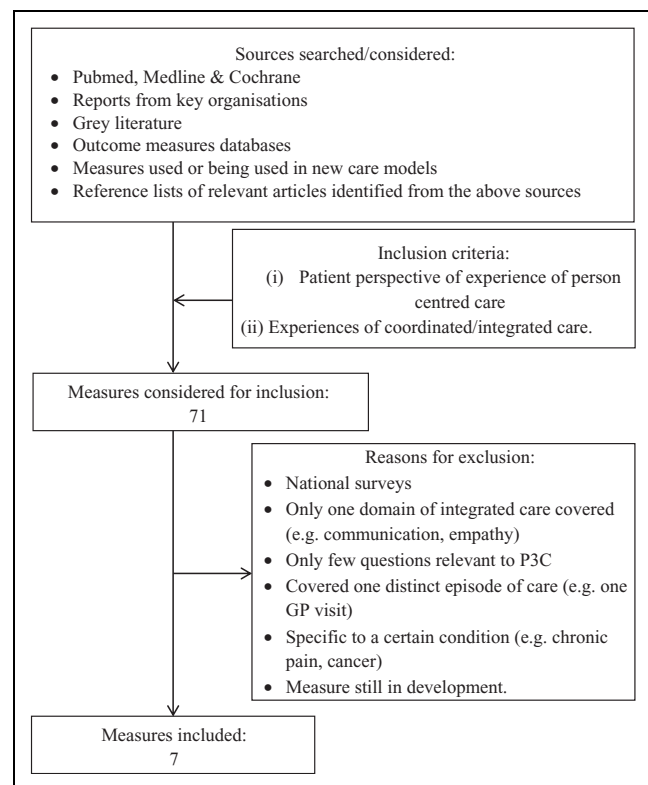 Sources searched/considered:
• Pubmed, Medline & Cochrane
• Reports from key organisations
• Grey literature
• Outcome measures databases
• Measures used or being used in new care models
• Reference lists of relevant articles identified from the above sources
Inclusion criteria:
(i) Patient perspective of experience of person
centred care
(ii) Experiences of coordinated/integrated care.
Measures considered for inclusion:
71
Reasons for exclusion:
• National surveys
• Only one domain of integrated care covered
(e.g. communication, empathy)
• Only few questions relevant to P3C
• Covered one distinct episode of care (e.g. one
GP visit)
• Specific to a certain condition (e.g. chronic
pain, cancer)
• Measure still in development.
Measures included:
7